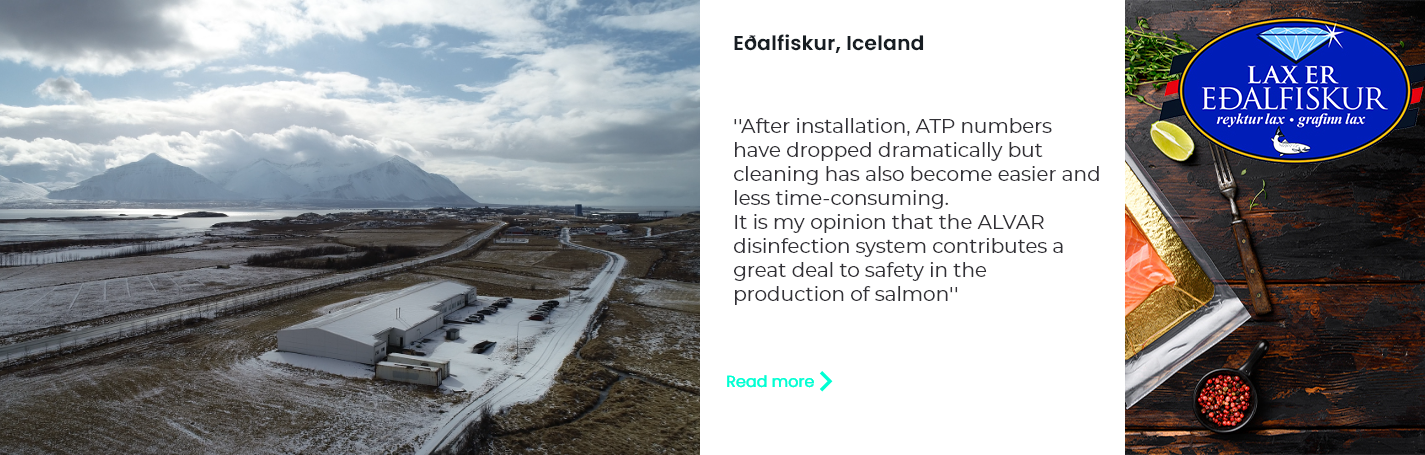 Eðalfiskur, Iceland
''After installation, ATP numbers
have dropped dramatically but
cleaning has also become easier and
less time-consuming.
It is my opinion that the ALVAR
disinfection system contributes a
great deal to safety in the
production of salmon''
Read more
LAX ER
EÐALFISKUR
reyktur lax • grafinn lax